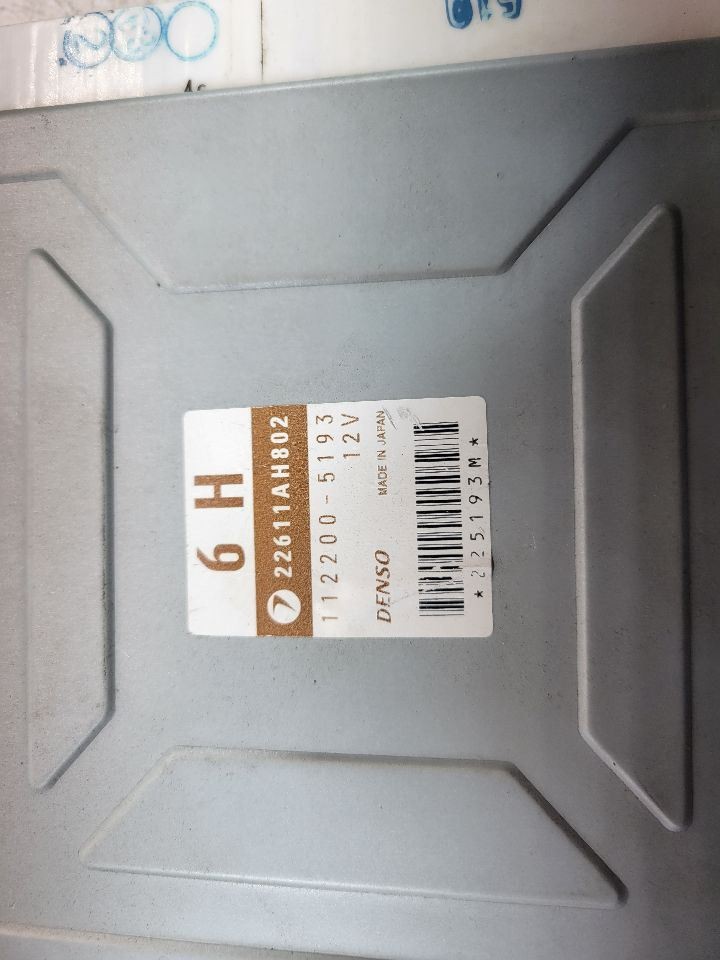 6 H
22611AH802
112200-5193
12V
DENSO MADE IN JAPAN
*225193M*